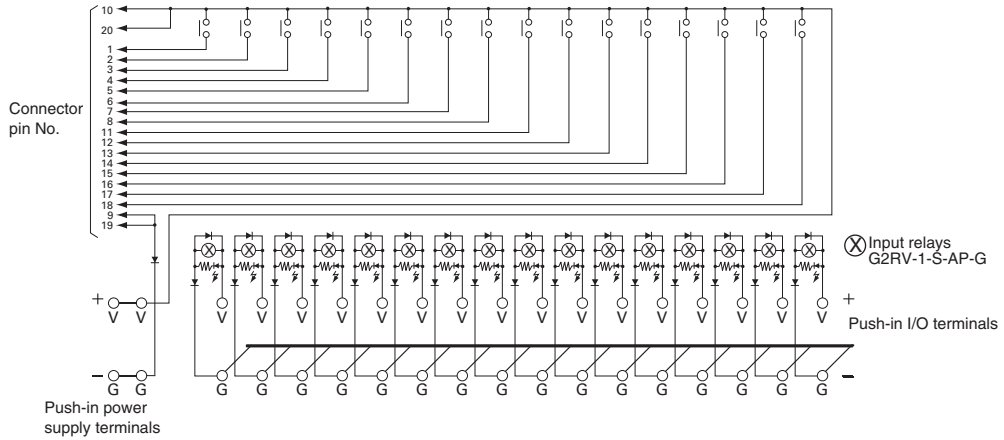 10
20
1
2
3
4
5
Connector
pin No.
6
7
8
11
12
13
14
15
16
17
18
9
19
Input relays
G2RV-1-S-AP-G
+
V V
V V V V V V V V V V V V V V V V
+
Push-in I/O terminals
−
G G
G G G G G G G G G G G G G G G G
−
Push-in power
supply terminals